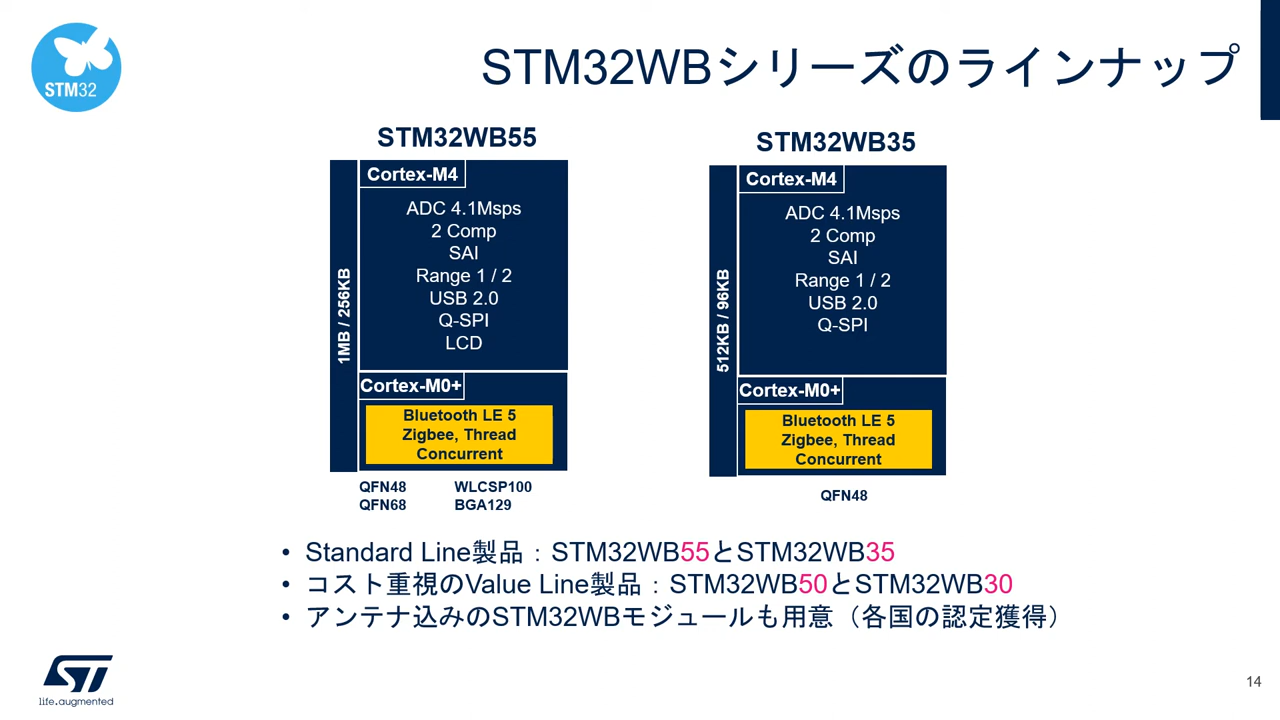 STM32
STM32WBシリーズのラインナップ
STM32WB55
1MB / 256KB
Cortex-M4
ADC 4.1Msps
2 Comp
SAI
Range 1 / 2
USB 2.0
Q-SPI
LCD
Cortex-M0+
Bluetooth LE 5
Zigbee, Thread
Concurrent
QFN48 WLCSP100
QFN68 BGA129
STM32WB35
512KB / 96KB
Cortex-M4
ADC 4.1Msps
2 Comp
SAI
Range 1 / 2
USB 2.0
Q-SPI
Cortex-M0+
Bluetooth LE 5
Zigbee, Thread
Concurrent
QFN48
• Standard Line製品：STM32WB55とSTM32WB35
• コスト重視のValue Line製品：STM32WB50とSTM32WB30
• アンテナ込みのSTM32WBモジュールも用意（各国の認定獲得）
ST
life.augmented
14